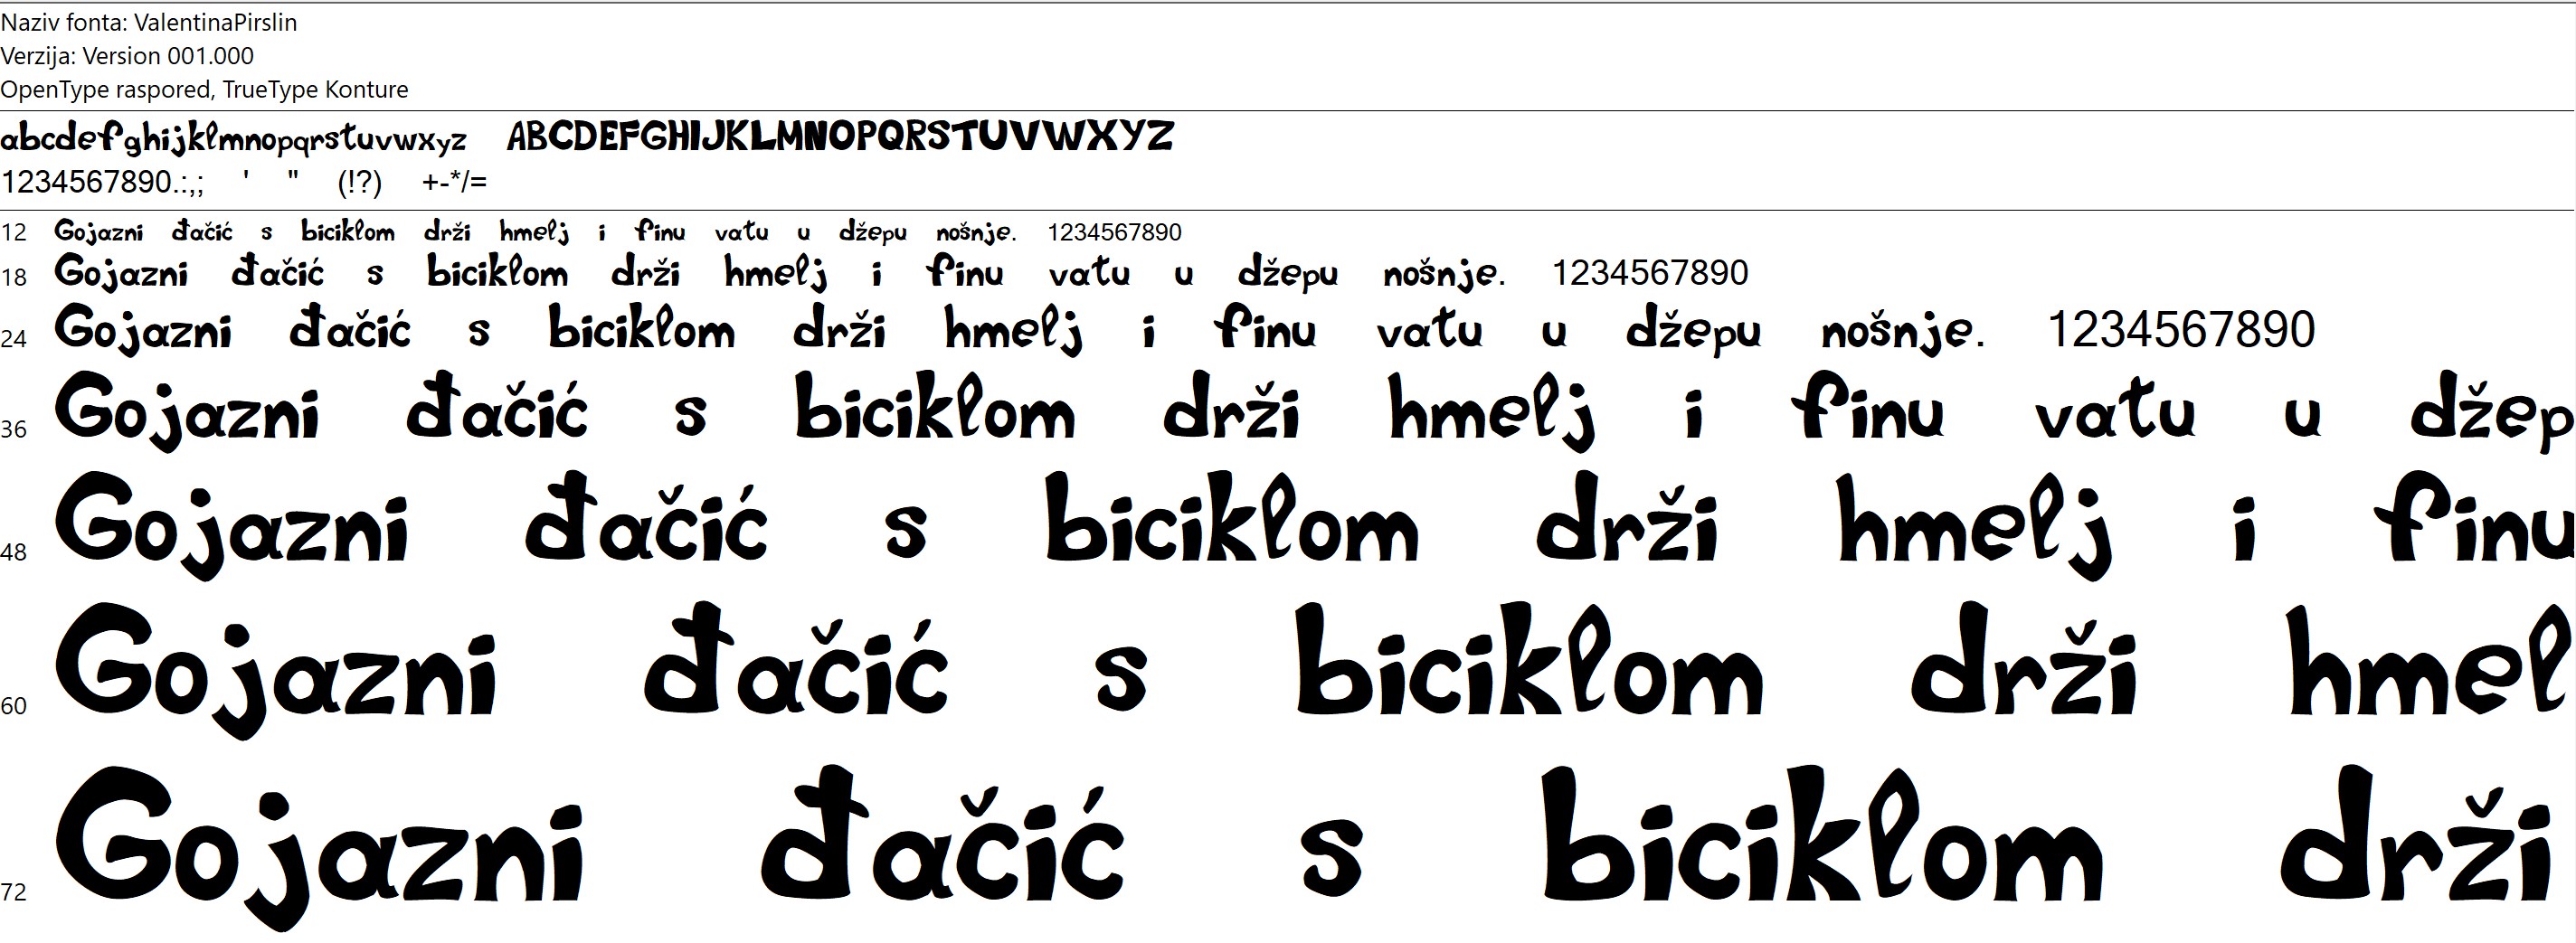 Naziv fonta: ValentinaPirslin
Verzija: Version 001.000
OpenType raspored, TrueType Konture
abcdefghijklmnopqrstuvwxyz ABCDEFGHIJKLMNOPQRSTUVWXYZ
1234567890.:,; ' " (!?) +-*/=
12 Gojazni đačić s biciklom drži hmelj i finu vatu u džepu nošnje. 1234567890
18 Gojazni đačić s biciklom drži hmelj i finu vatu u džepu nošnje. 1234567890
24 Gojazni đačić s biciklom drži hmelj i finu vatu u džepu nošnje. 1234567890
36 Gojazni đačić s biciklom drži hmelj i finu vatu u džep
48 Gojazni đačić s biciklom drži hmelj i finu
60 Gojazni đačić s biciklom drži hmel
72 Gojazni đačić s biciklom drži